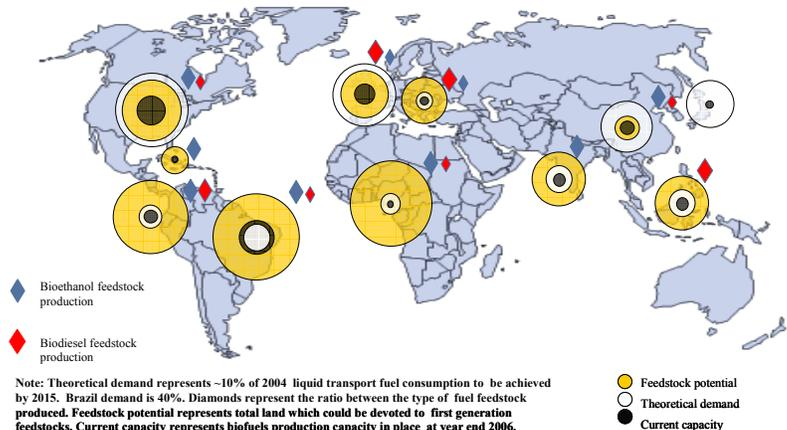 Bioethanol feedstock
production
Biodiesel feedstock
production
Note: Theoretical demand represents ~10% of 2004 liquid transport fuel consumption to be achieved
by 2015. Brazil demand is 40%. Diamonds represent the ratio between the type of fuel feedstock
produced. Feedstock potential represents total land which could be devoted to first generation
feedstocks. Current capacity represents biofuels production capacity in place at year end 2006.
Feedstock potential
Theoretical demand
Current capacity